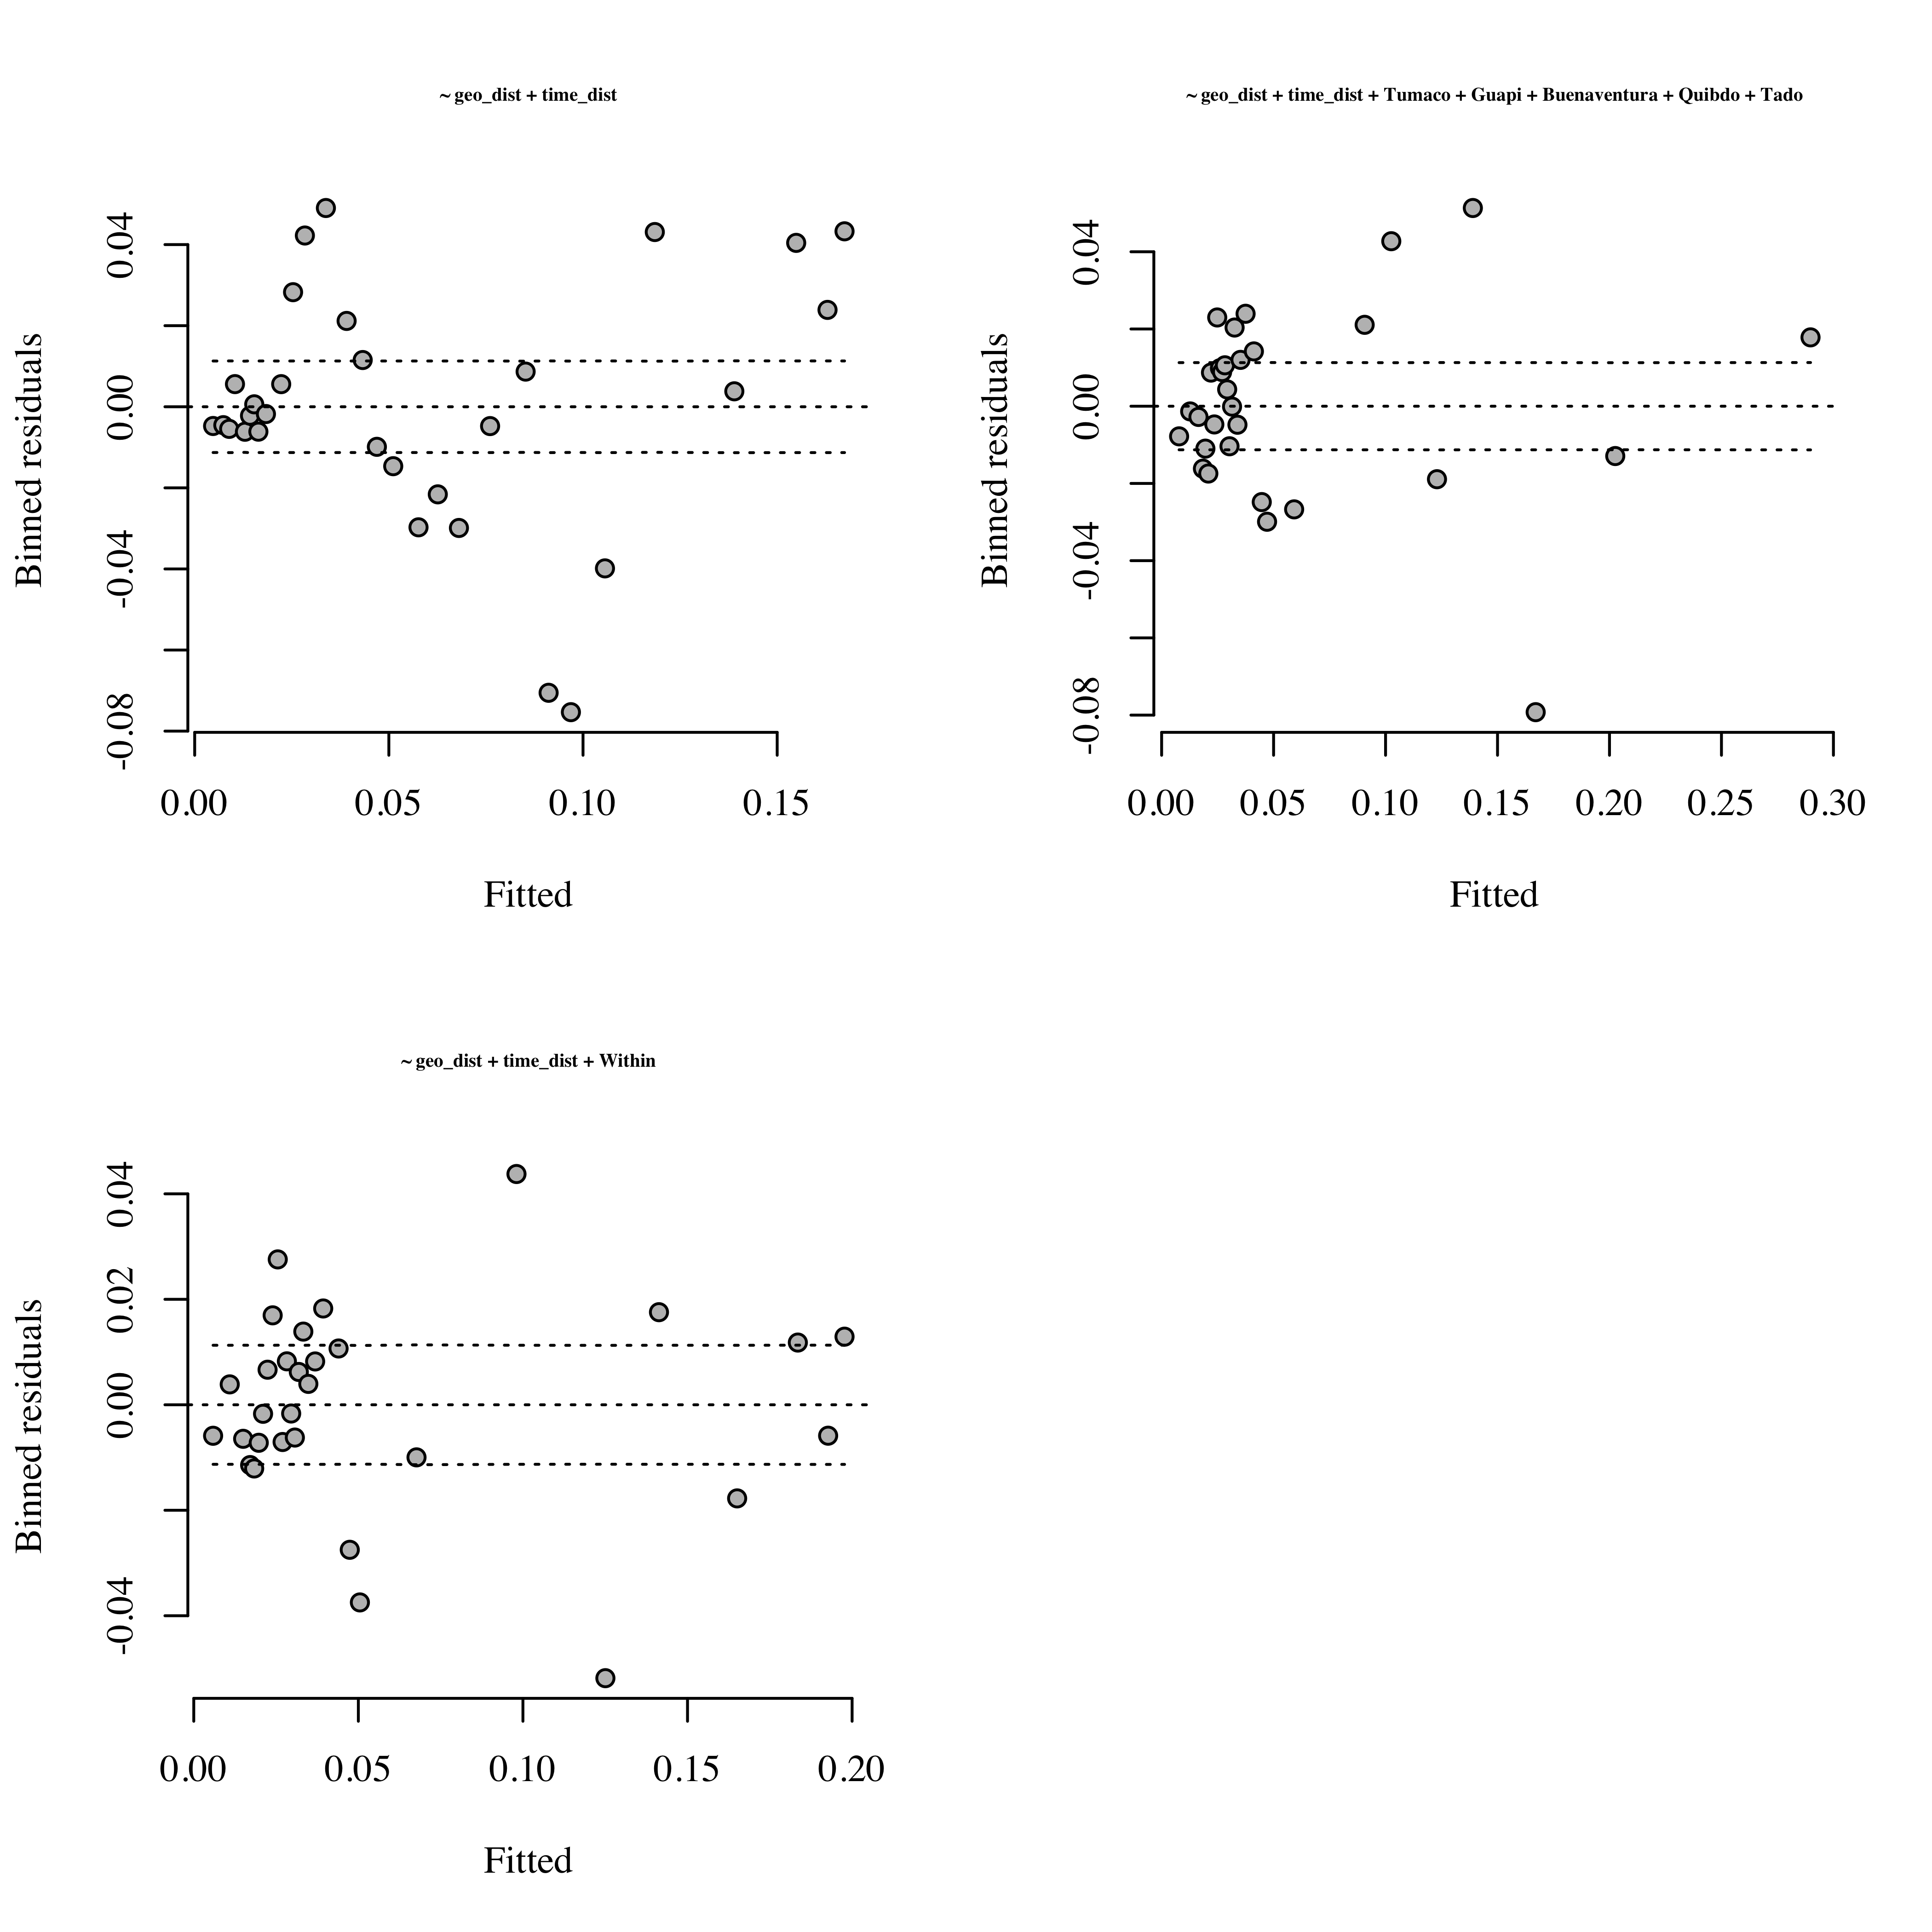 ~ geo_dist + time_dist
Binned residuals
0.04
0.00
-0.04
-0.08
0.00 0.05 0.10 0.15
Fitted
~ geo_dist + time_dist + Tumaco + Guapi + Buenaventura + Quibdo + Tado
Binned residuals
0.04
0.00
-0.04
-0.08
0.00 0.05 0.10 0.15 0.20 0.25 0.30
Fitted
~ geo_dist + time_dist + Within
Binned residuals
0.04
0.02
0.00
-0.04
0.00 0.05 0.10 0.15 0.20
Fitted